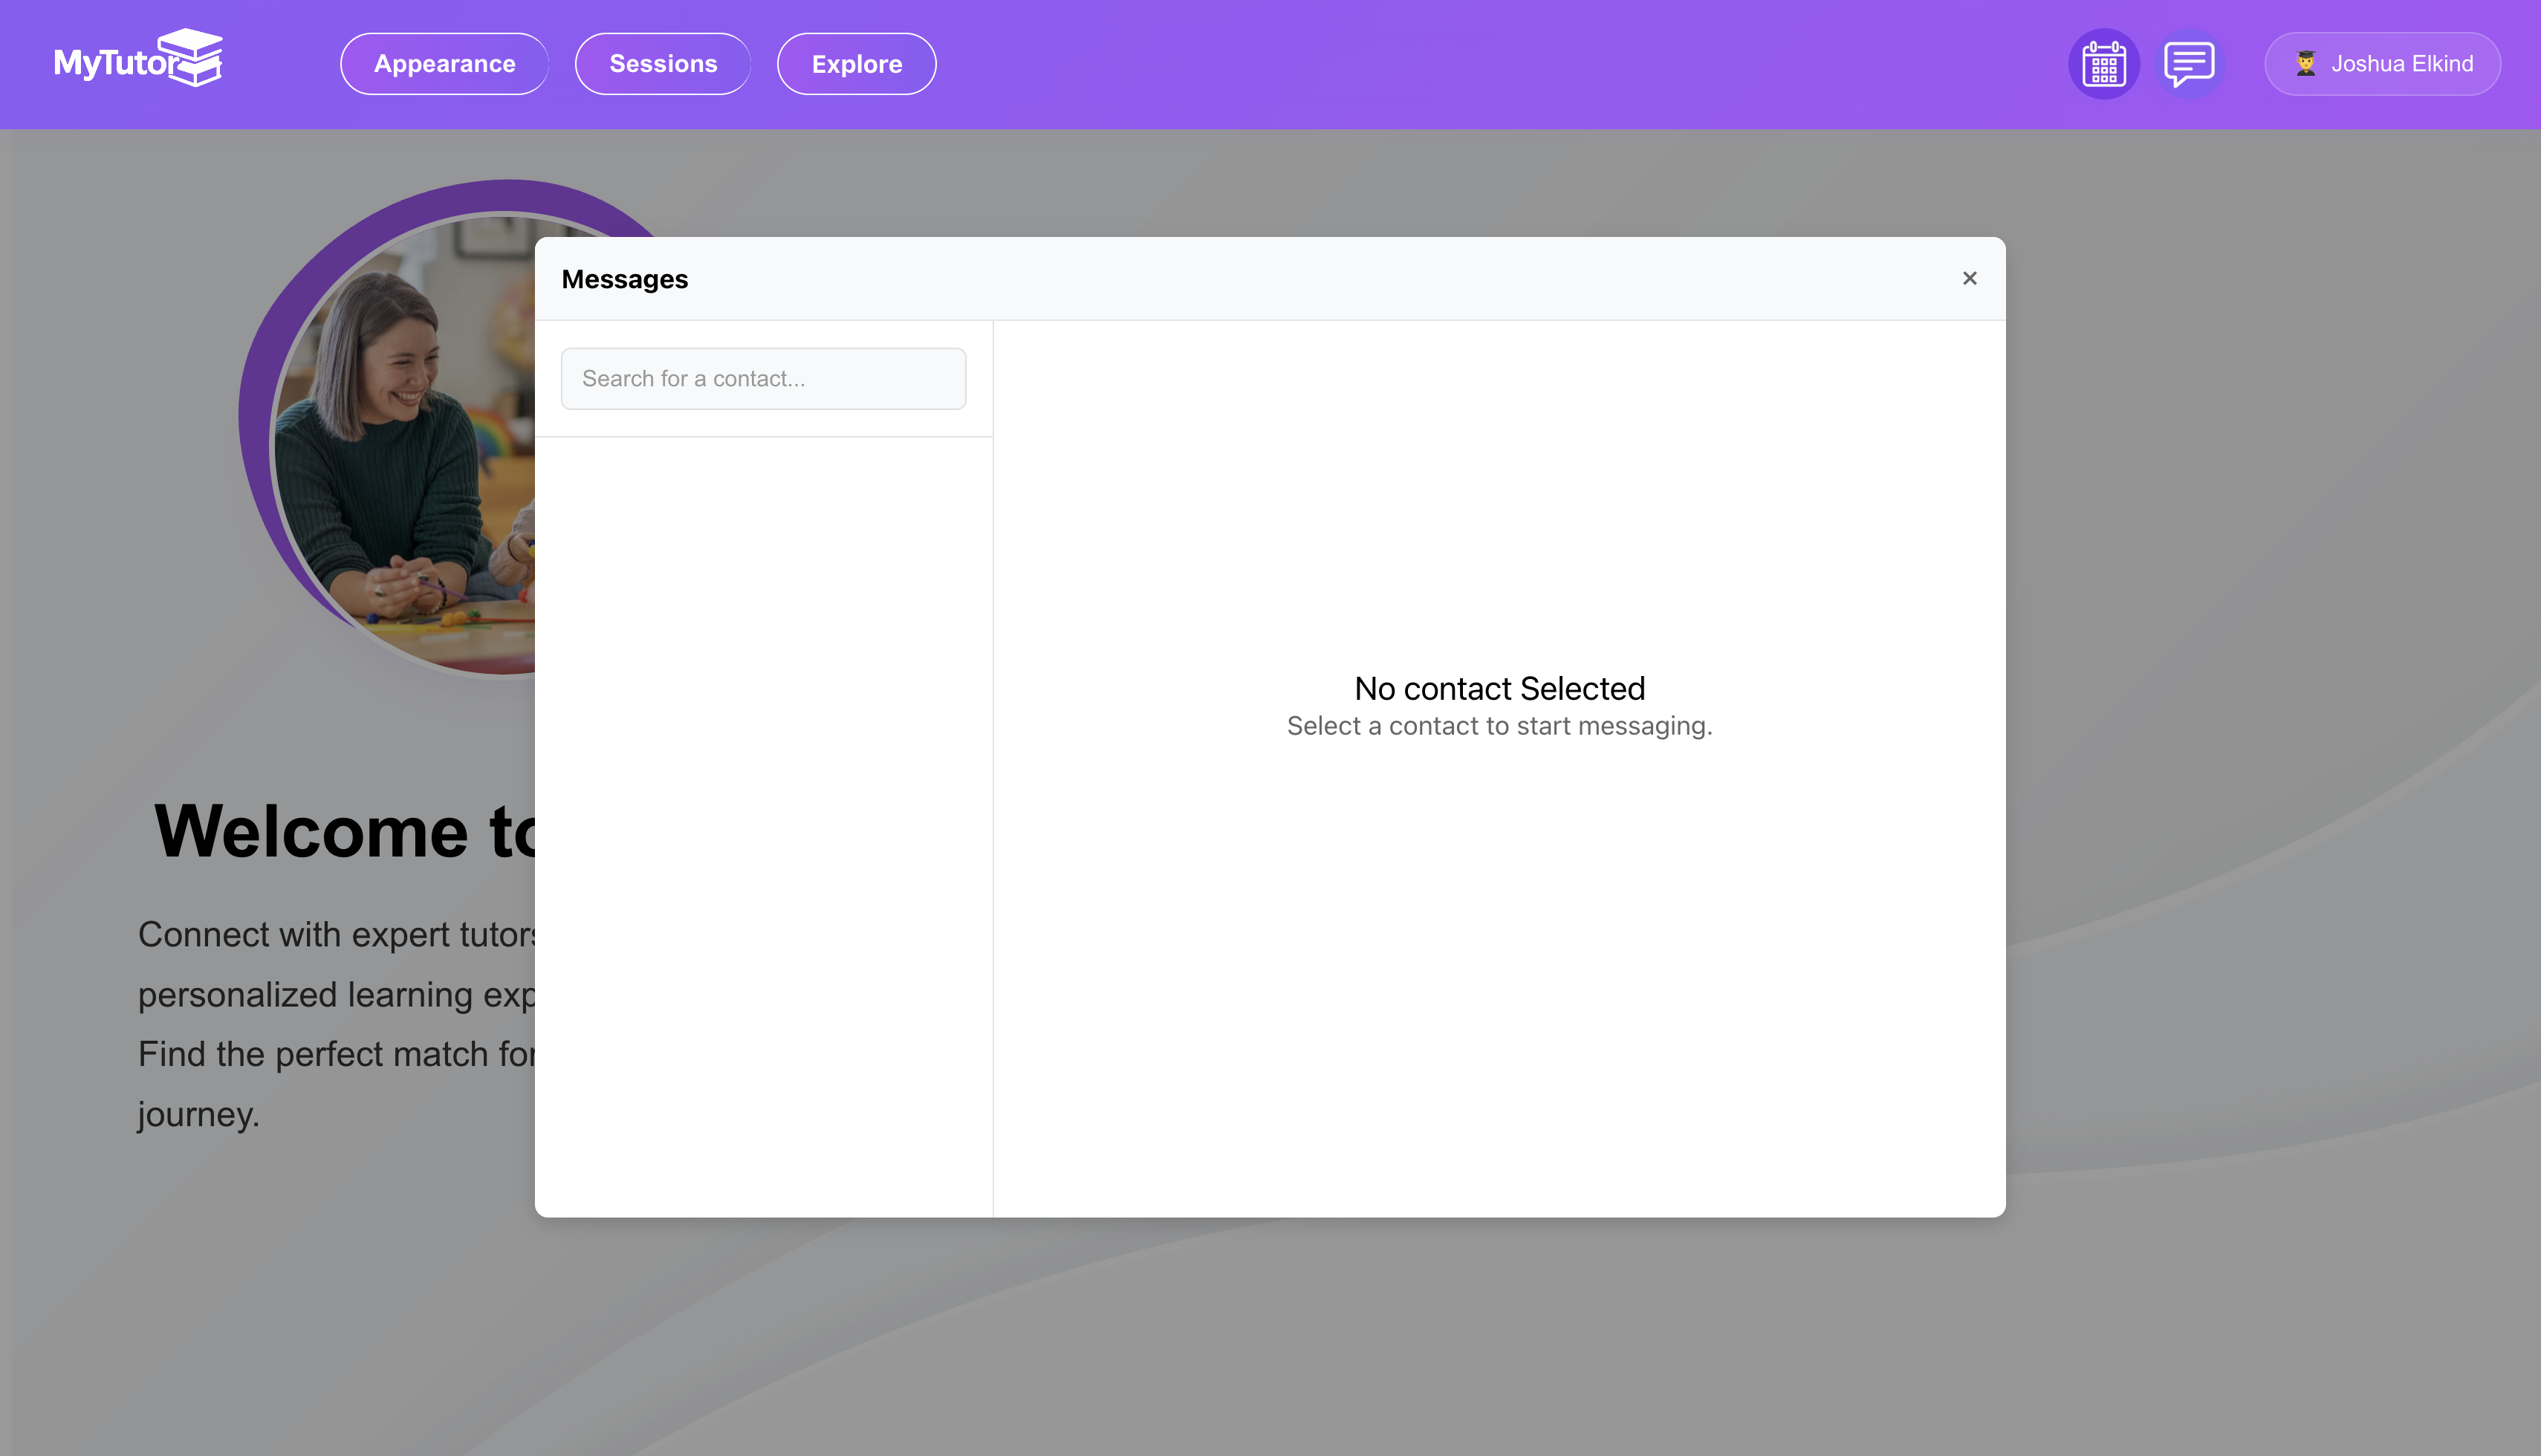 MyTutor
Appearance
Sessions
Explore
Joshua Elkind
Messages
×
Search for a contact...
No contact Selected
Select a contact to start messaging.
Welcome to
Connect with expert tutors
personalized learning exp
Find the perfect match for
journey.